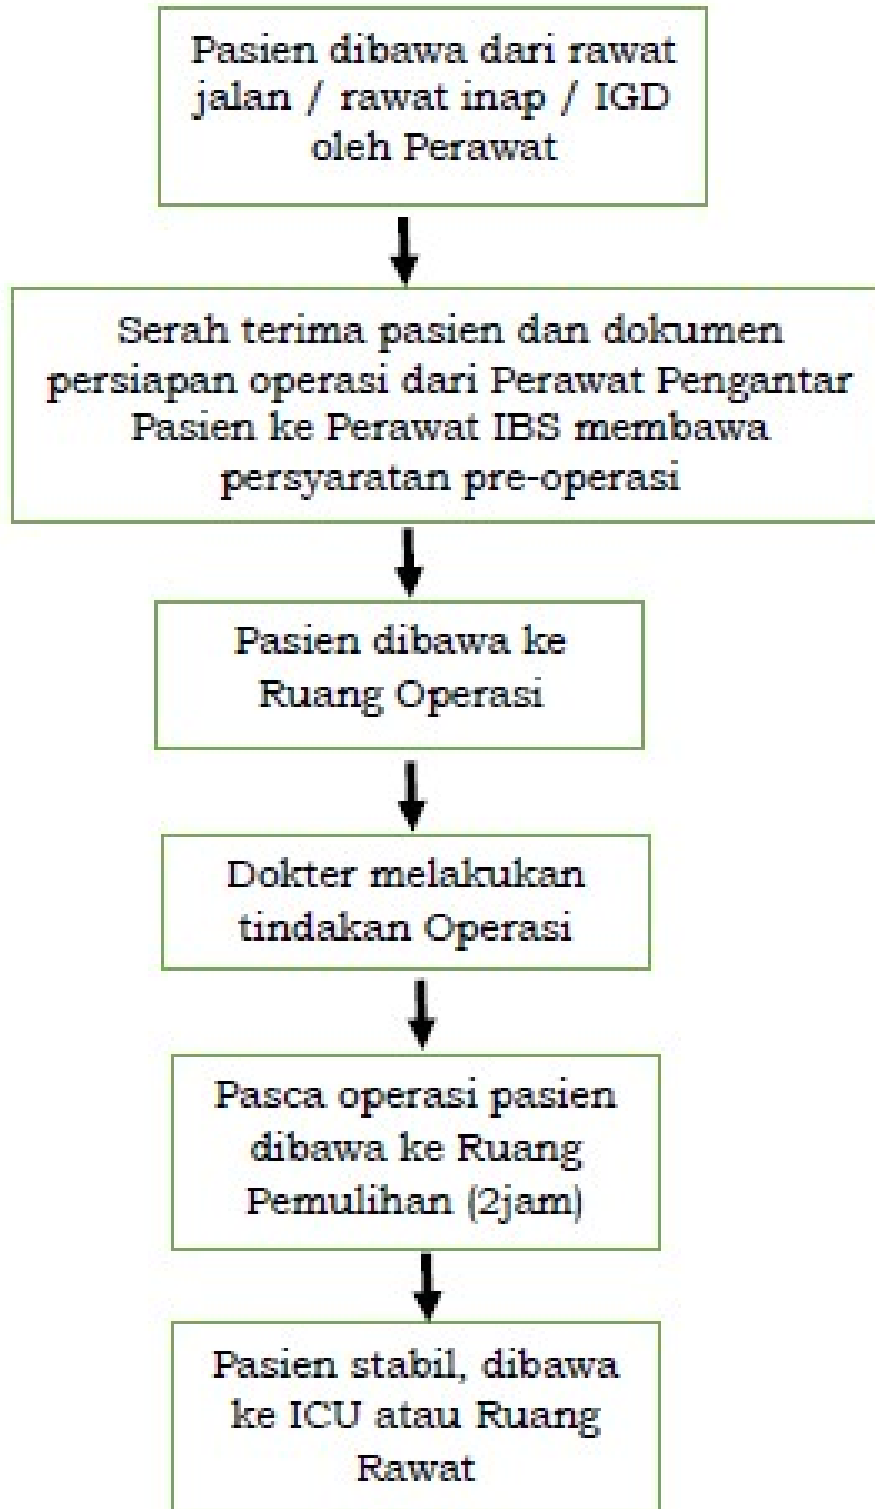 Pasien dibawa dari rawat
jalan / rawat inap / IGD
oleh Perawat
Serah terima pasien dan dokumen
persiapan operasi dari Perawat Pengantar
Pasien ke Perawat IBS membawa
persyaratan pre-operasi
Pasien dibawa ke
Ruang Operasi
Dokter melakukan
tindakan Operasi
Pasca operasi pasien
dibawa ke Ruang
Pemulihan (2jam)
Pasien stabil, dibawa
ke ICU atau Ruang
Rawat